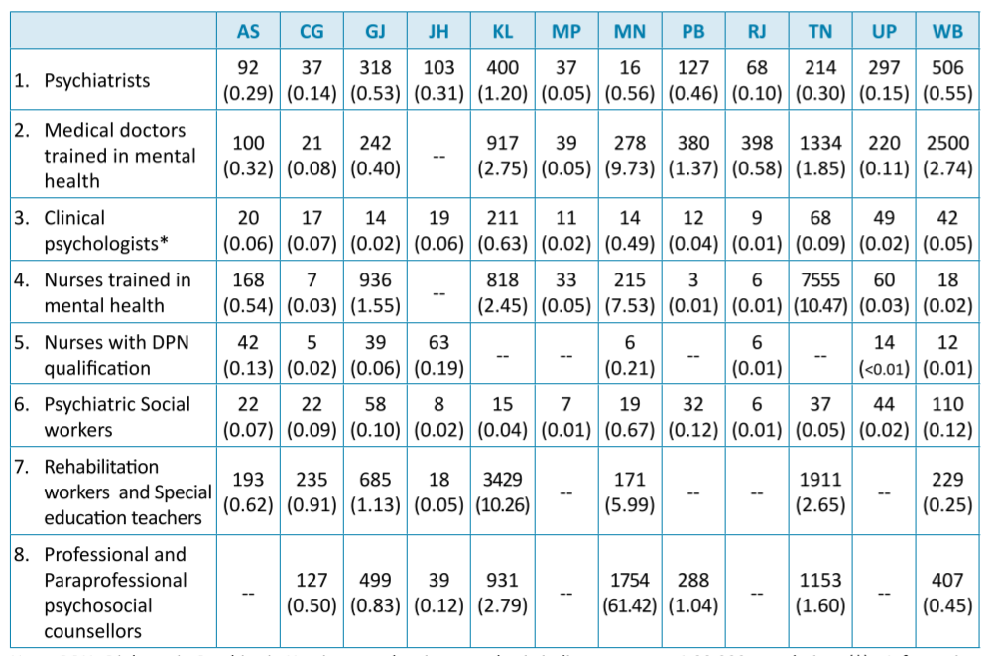 AS CG GJ JH KL MP MN PB RJ TN UP WB
1. Psychiatrists 92 37 318 103 400 37 16 127 68 214 297 506
(0.29) (0.14) (0.53) (0.31) (1.20) (0.05) (0.56) (0.46) (0.10) (0.30) (0.15) (0.55)
2. Medical doctors
trained in mental
health
100 21 242 -- 917 39 278 380 398 1334 220 2500
(0.32) (0.08) (0.40) (2.75) (0.05) (9.73) (1.37) (0.58) (1.85) (0.11) (2.74)
3. Clinical
psychologists*
20 17 14 19 211 11 14 12 9 68 49 42
(0.06) (0.07) (0.02) (0.06) (0.63) (0.02) (0.49) (0.04) (0.01) (0.09) (0.02) (0.05)
4. Nurses trained in
mental health
168 7 936 -- 818 33 215 3 6 7555 60 18
(0.54) (0.03) (1.55) (2.45) (0.05) (7.53) (0.01) (0.01) (10.47) (0.03) (0.02)
5. Nurses with DPN
qualification
42 5 39 63 -- -- 6 -- 6 -- 14 12
(0.13) (0.02) (0.06) (0.19) (0.21) (0.01) (<0.01) (0.01)
6. Psychiatric Social
workers
22 22 58 8 15 7 19 32 6 37 44 110
(0.07) (0.09) (0.10) (0.02) (0.04) (0.01) (0.67) (0.12) (0.01) (0.05) (0.02) (0.12)
7. Rehabilitation
workers and Special
education teachers
193 235 685 18 3429 -- 171 -- -- 1911 -- 229
(0.62) (0.91) (1.13) (0.05) (10.26) (5.99) (2.65) (0.25)
8. Professional and
Paraprofessional
psychosocial
counsellors
-- 127 499 39 931 -- 1754 288 -- 1153 -- 407
(0.50) (0.83) (0.12) (2.79) (61.42) (1.04) (1.60) (0.45)